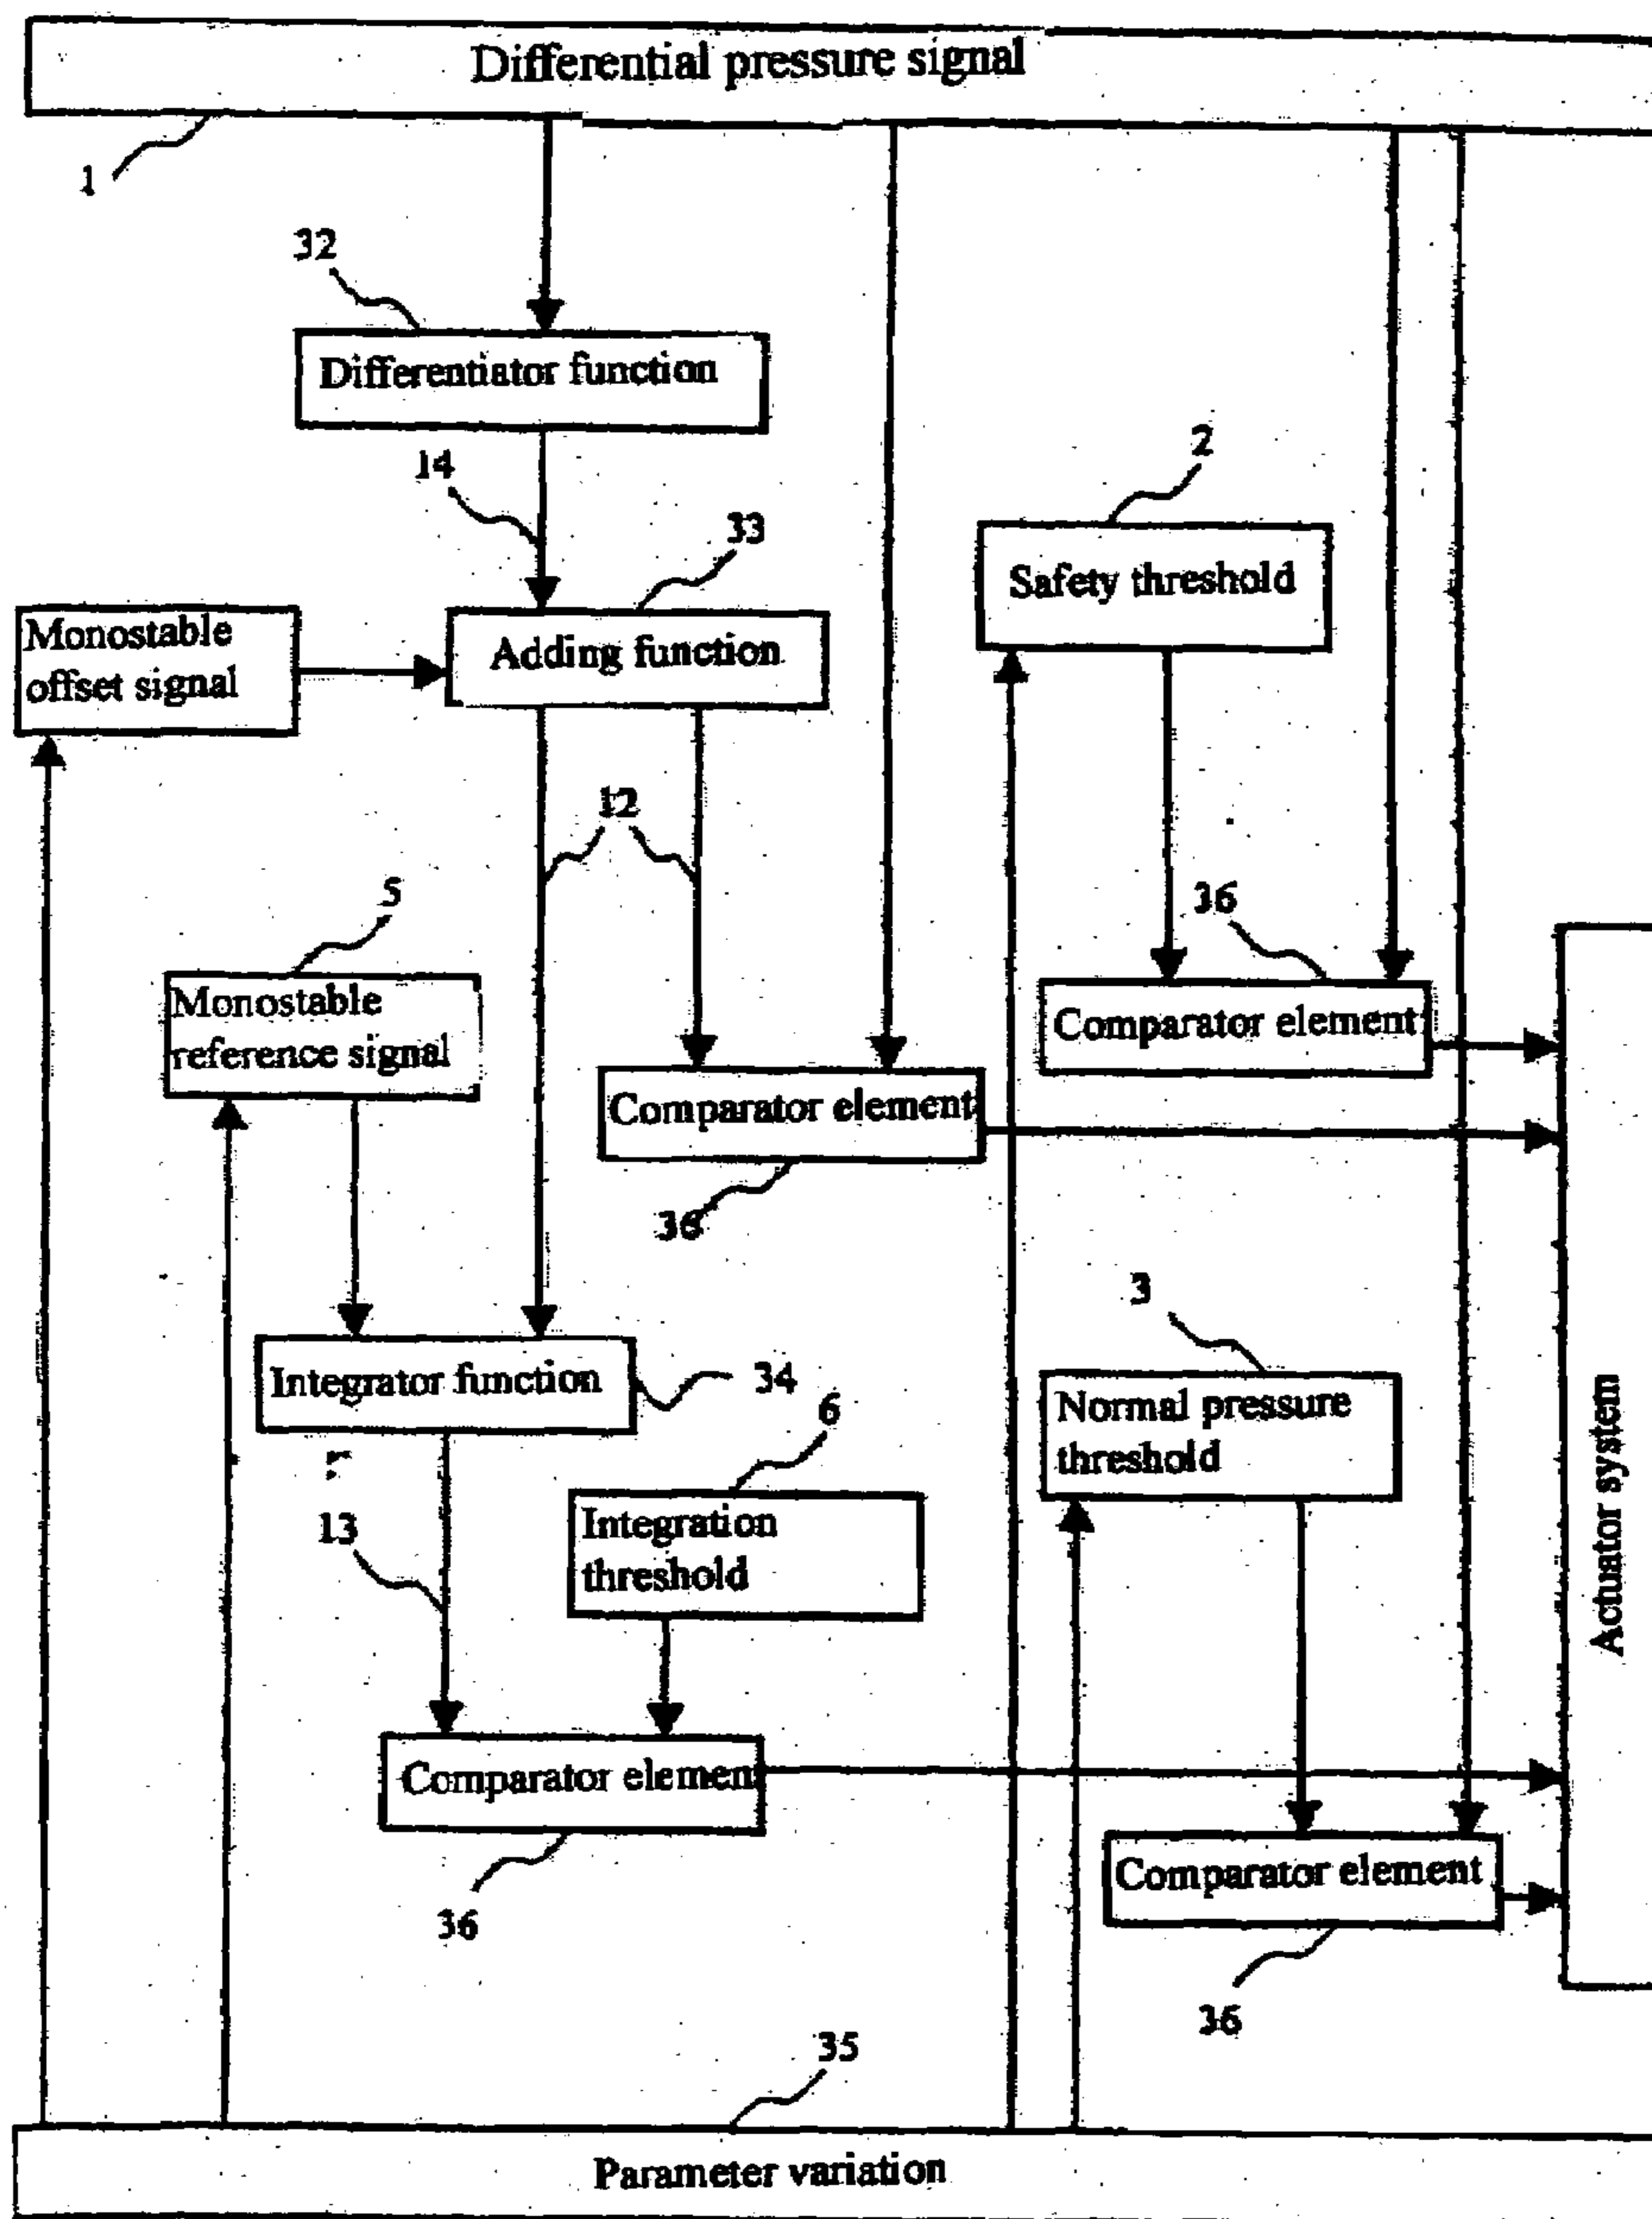 Differential pressure signal
1
32
Differentiator function
14
2
33
Safety threshold
Monostable
offset signal
Adding function
12
5
36
Monostable
reference signal
Comparator element
Comparator element
36
3
Integrator function
34
6
Normal pressure
threshold
13
Integration
threshold
Actuator system
Comparator element
Comparator element
36
36
35
Parameter variation